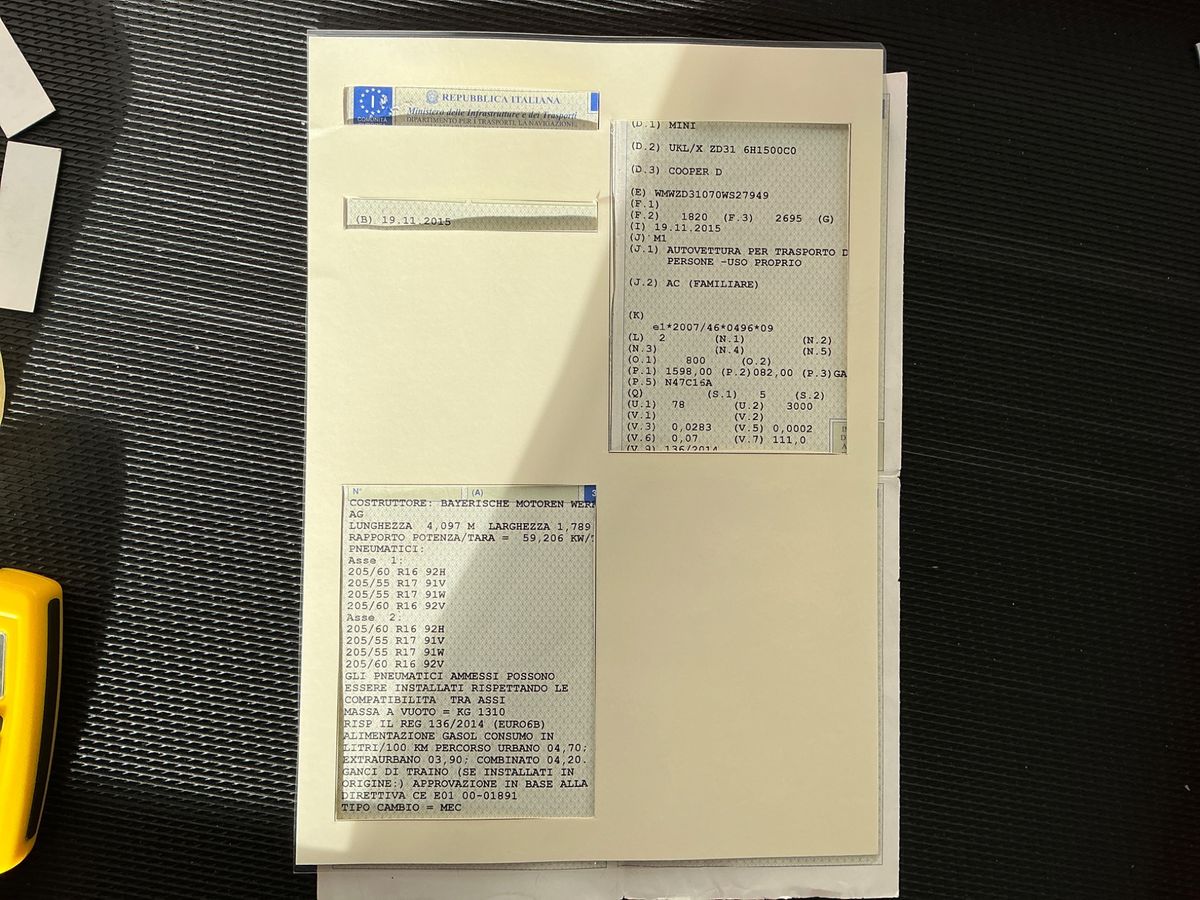 I
COMUNITÀ
REPUBBLICA ITALIANA
Ministero delle Infrastrutture e dei Trasporti
DIPARTIMENTO PER I TRASPORTI, LA NAVIGAZIONE,
(B) 19.11.2015
(D.1) MINI
(D.2) UKL/X ZD31 6H1500C0
(D.3) COOPER D
(E) WMWZD31070WS27949
(F.1)
(F.2) 1820 (F.3) 2695 (G)
(I) 19.11.2015
(J) M1
(J.1) AUTOVETTURA PER TRASPORTO D
PERSONE -USO PROPRIO
(J.2) AC (FAMILIARE)
(K)
e1*2007/46*0496*09
(L) 2 (N.1) (N.2)
(N.3) (N.4) (N.5)
(O.1) 800 (O.2)
(P.1) 1598,00 (P.2)082,00 (P.3)GA
(P.5) N47C16A
(Q) (S.1) 5 (S.2)
(U.1) 78 (U.2) 3000
(V.1) (V.2)
(V.3) 0,0283 (V.5) 0,0002
(V.6) 0,07 (V.7) 111,0
(V.9) 136/2014
N° (A) 3
COSTRUTTORE: BAYERISCHE MOTOREN WER
AG
LUNGHEZZA 4,097 M LARGHEZZA 1,789
RAPPORTO POTENZA/TARA = 59,206 KW/
PNEUMATICI:
Asse 1:
205/60 R16 92H
205/55 R17 91V
205/55 R17 91W
205/60 R16 92V
Asse 2:
205/60 R16 92H
205/55 R17 91V
205/55 R17 91W
205/60 R16 92V
GLI PNEUMATICI AMMESSI POSSONO
ESSERE INSTALLATI RISPETTANDO LE
COMPATIBILITA TRA ASSI
MASSA A VUOTO = KG 1310
RISP IL REG 136/2014 (EURO6B)
ALIMENTAZIONE GASOL CONSUMO IN
LITRI/100 KM PERCORSO URBANO 04,70;
EXTRAURBANO 03,90; COMBINATO 04,20.
GANCI DI TRAINO (SE INSTALLATI IN
ORIGINE:) APPROVAZIONE IN BASE ALLA
DIRETTIVA CE E01 00-01891
TIPO CAMBIO = MEC